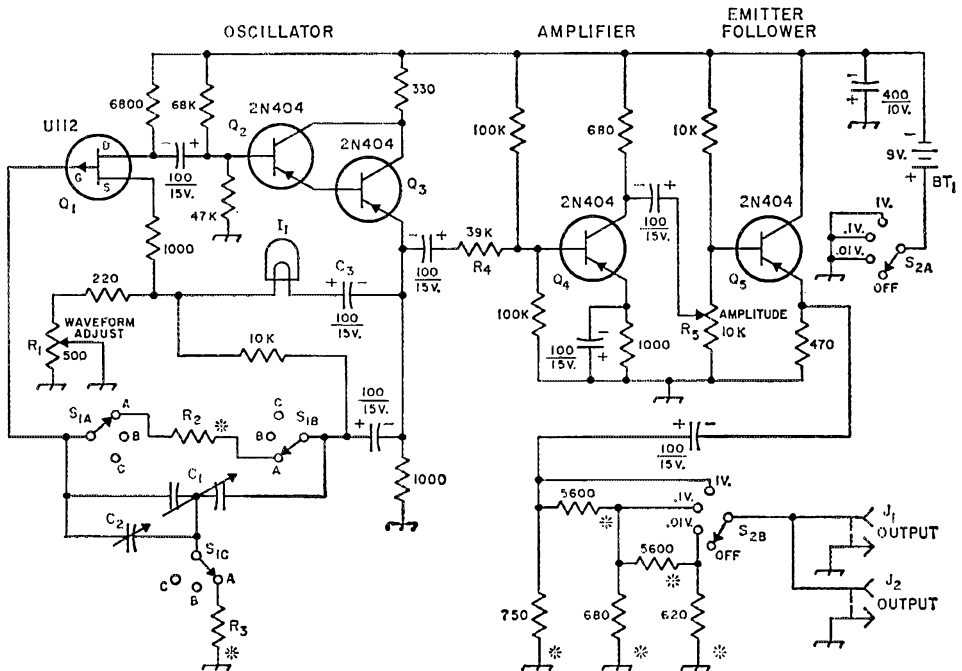 OSCILLATOR
AMPLIFIER
EMITTER
FOLLOWER
6800
68K
2N404
330
U112
Q2
2N404
D
G
S
Q1
- +
100
15V.
47K
Q3
100K
680
10K
- +
400
10V.
-
9V.
+
BT1
2N404
+ -
100
15V.
2N404
1V.
.1V.
.01V.
S2A
OFF
1000
I1
- +
100
15V.
39K
R4
Q4
Q5
220
C3
+ -
100
15V.
WAVEFORM
ADJUST
R1
500
10K
100K
-
+
100
15V.
1000
R5
AMPLITUDE
10K
470
S1A
A
B
C
R2
*
C
B
A
S1B
100
15V.
+ -
C1
C2
1000
+ -
100
15V.
S1C
C
B
A
R3
*
5600
*
1V.
.1V.
.01V.
OFF
S2B
5600
*
J1
OUTPUT
J2
OUTPUT
750
*
680
*
620
*